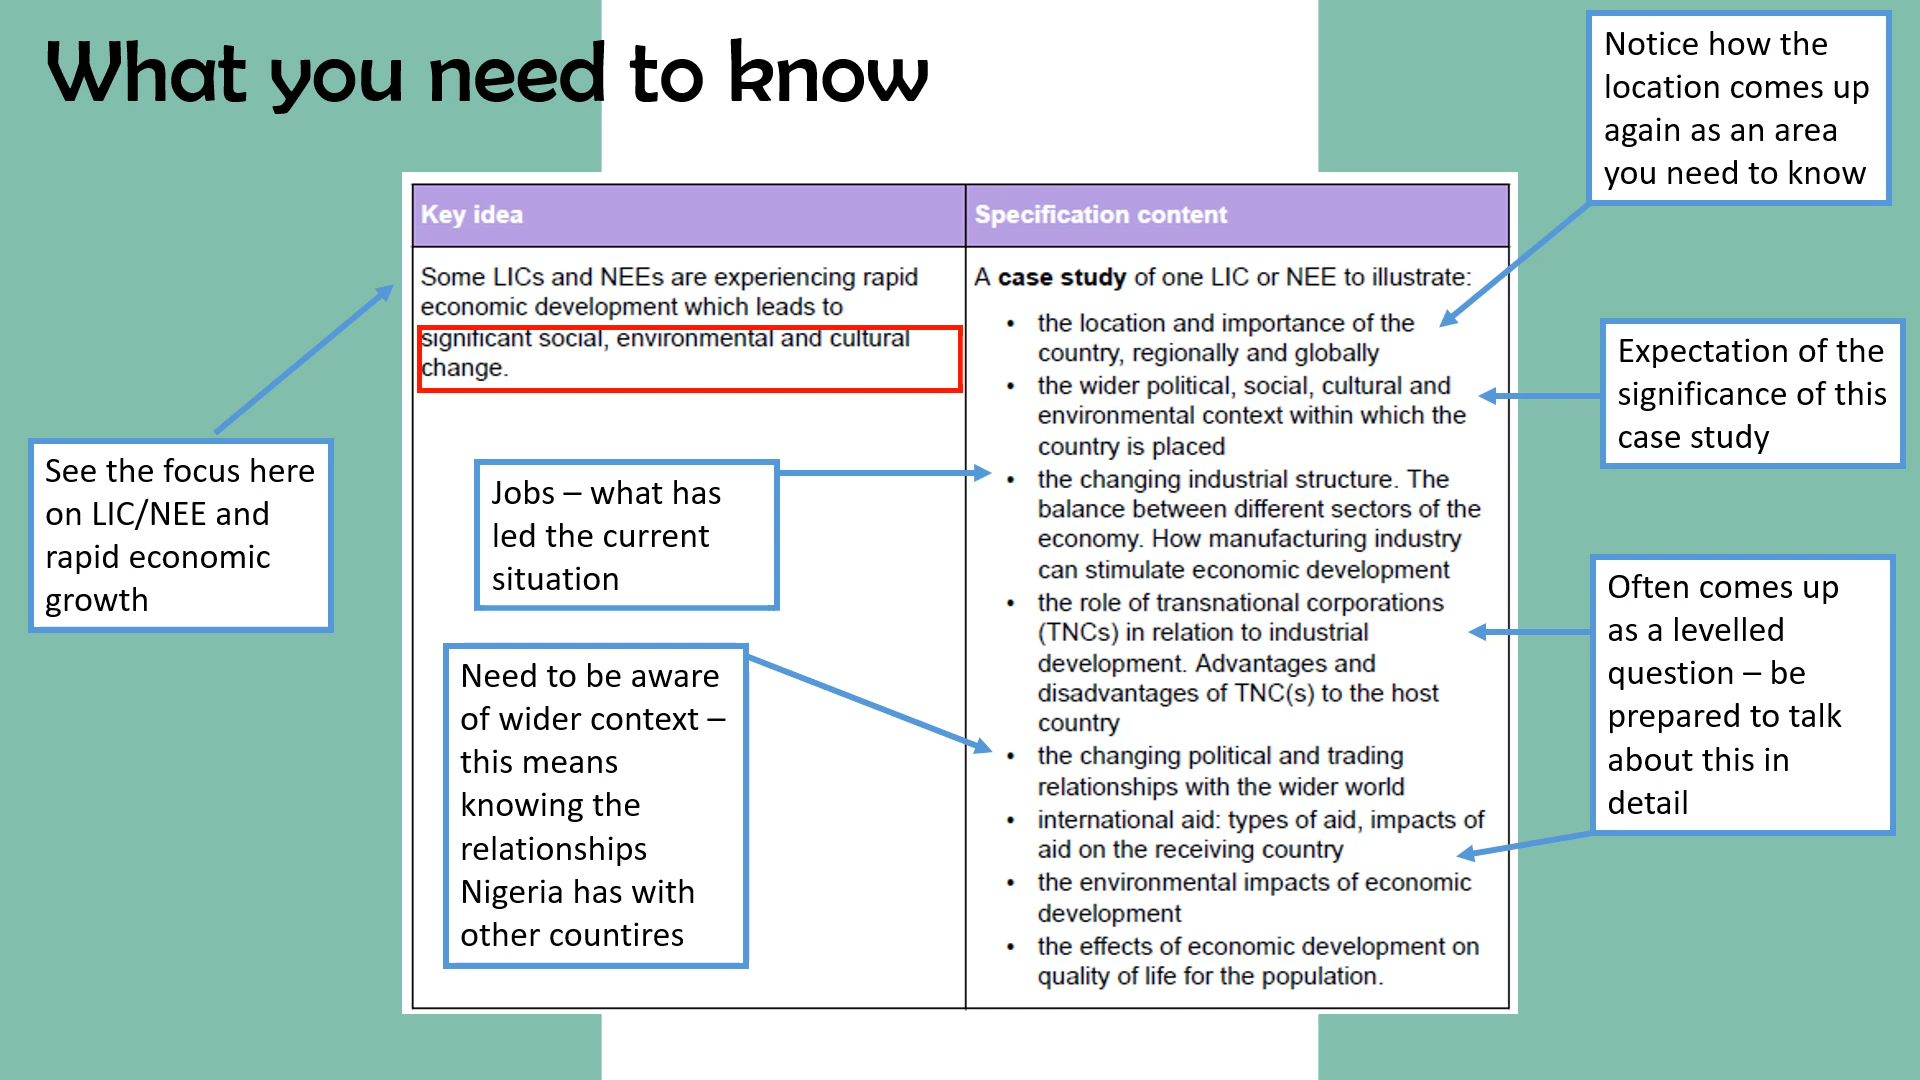 What you need to know
Notice how the
location comes up
again as an area
you need to know
Key idea
Specification content
Some LICs and NEEs are experiencing rapid
economic development which leads to
significant social, environmental and cultural
change.
A case study of one LIC or NEE to illustrate:
• the location and importance of the
country, regionally and globally
• the wider political, social, cultural and
environmental context within which the
country is placed
• the changing industrial structure. The
balance between different sectors of the
economy. How manufacturing industry
can stimulate economic development
• the role of transnational corporations
(TNCs) in relation to industrial
development. Advantages and
disadvantages of TNC(s) to the host
country
• the changing political and trading
relationships with the wider world
• international aid: types of aid, impacts of
aid on the receiving country
• the environmental impacts of economic
development
• the effects of economic development on
quality of life for the population.
Expectation of the
significance of this
case study
See the focus here
on LIC/NEE and
rapid economic
growth
Jobs – what has
led the current
situation
Often comes up
as a levelled
question – be
prepared to talk
about this in
detail
Need to be aware
of wider context –
this means
knowing the
relationships
Nigeria has with
other countires